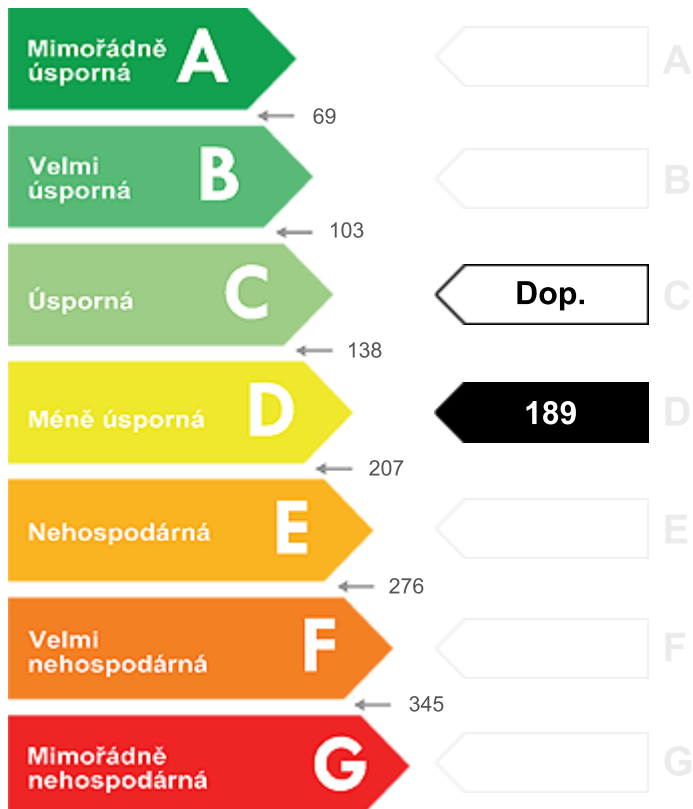 Mimořádně
úsporná
A
A
69
Velmi
úsporná
B
B
103
Úsporná
C
Dop.
C
138
Méně úsporná
D
189
D
207
Nehospodárná
E
E
276
Velmi
nehospodárná
F
F
345
Mimořádně
nehospodárná
G
G